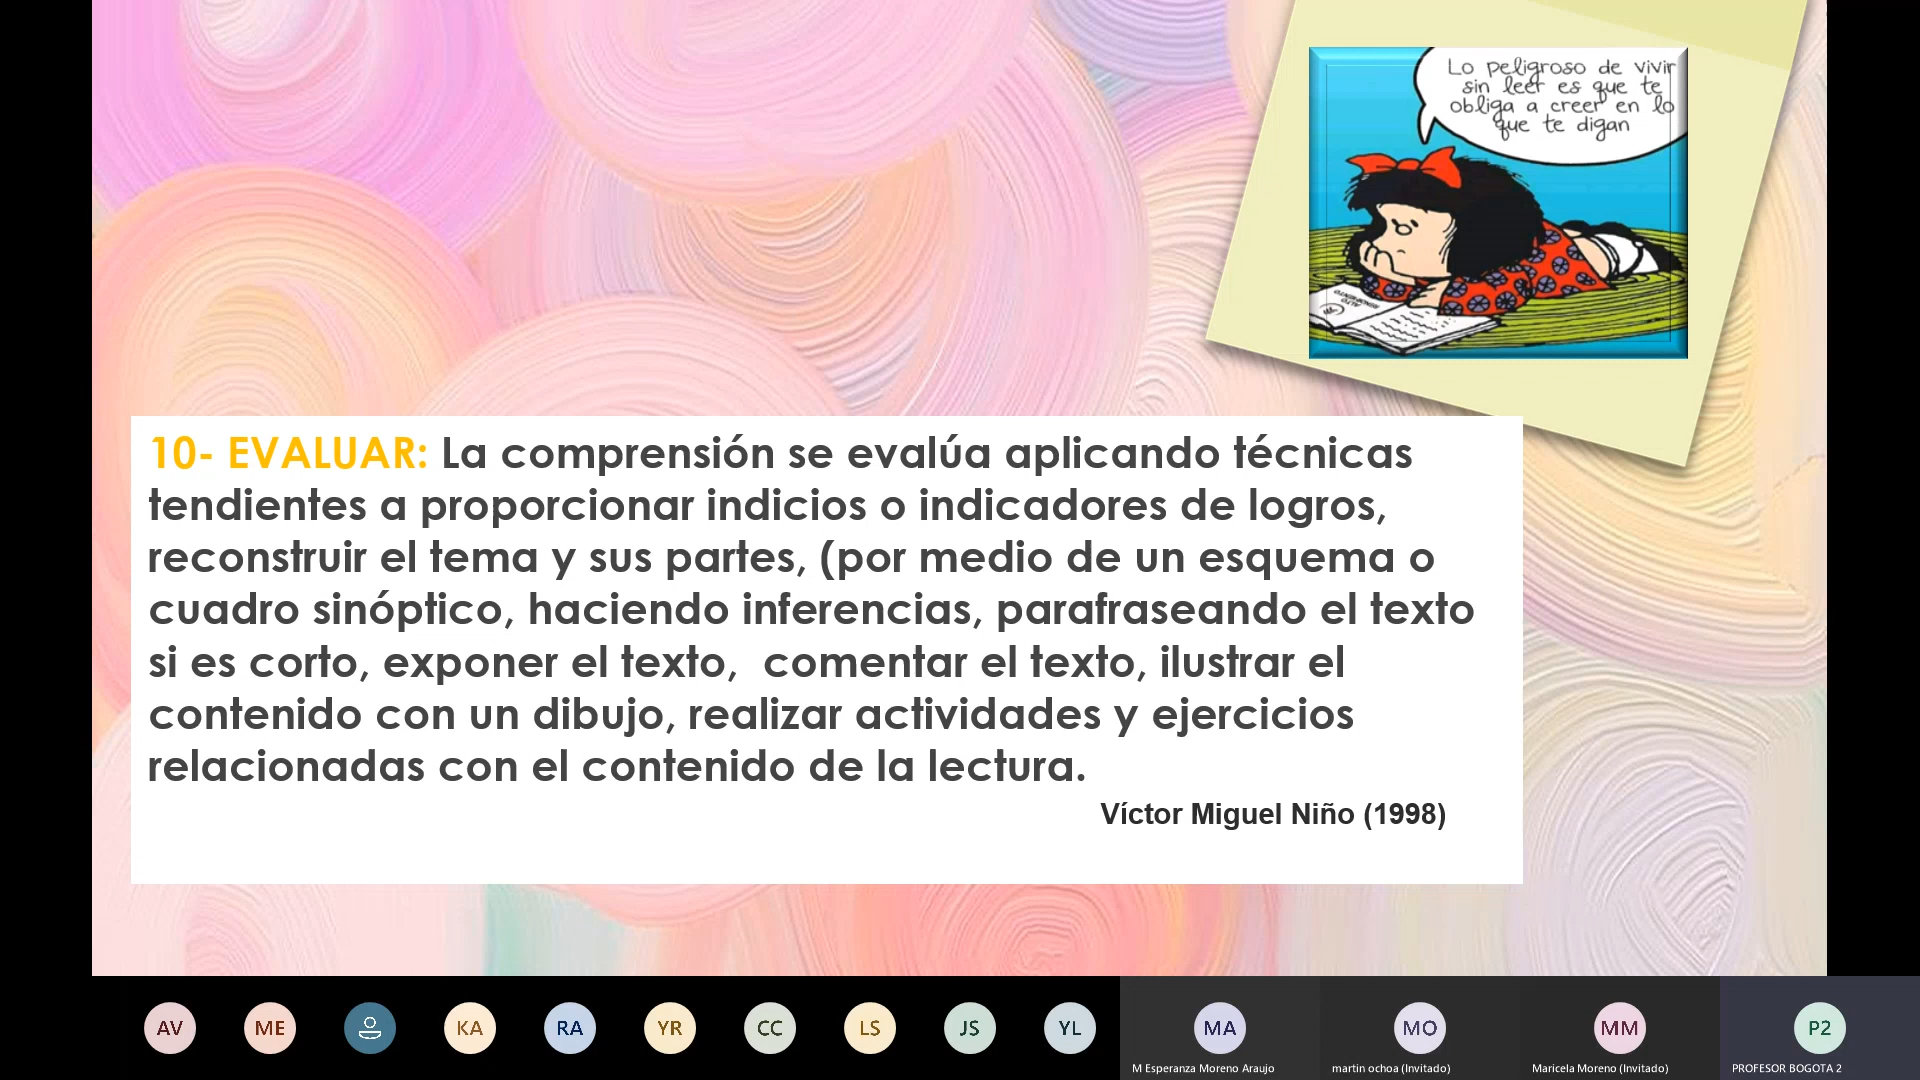 Lo peligroso de vivir
sin leer es que te
obliga a creer en lo
que te digan
ALTO
RENDIMIENTO
10- EVALUAR: La comprensión se evalúa aplicando técnicas
tendientes a proporcionar indicios o indicadores de logros,
reconstruir el tema y sus partes, (por medio de un esquema o
cuadro sinóptico, haciendo inferencias, parafraseando el texto
si es corto, exponer el texto,  comentar el texto, ilustrar el
contenido con un dibujo, realizar actividades y ejercicios
relacionadas con el contenido de la lectura.
Víctor Miguel Niño (1998)
AV ME KA RA YR CC LS JS YL MA MO MM P2
M Esperanza Moreno Araujo martin ochoa (Invitado) Maricela Moreno (Invitado) PROFESOR BOGOTA 2